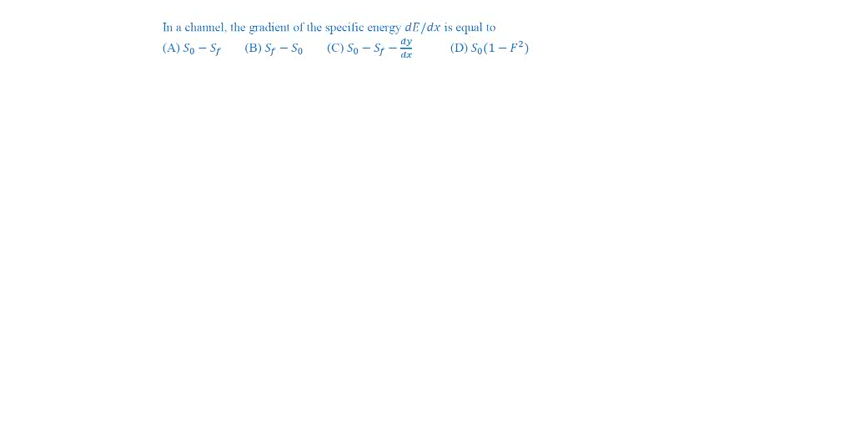 In a channel, the gradient of the specific energy dE/dx is equal to
(A) S₀ − S_f (B) S_f − S₀ (C) S₀ − S_f − dy/dx (D) S₀(1 − F²)